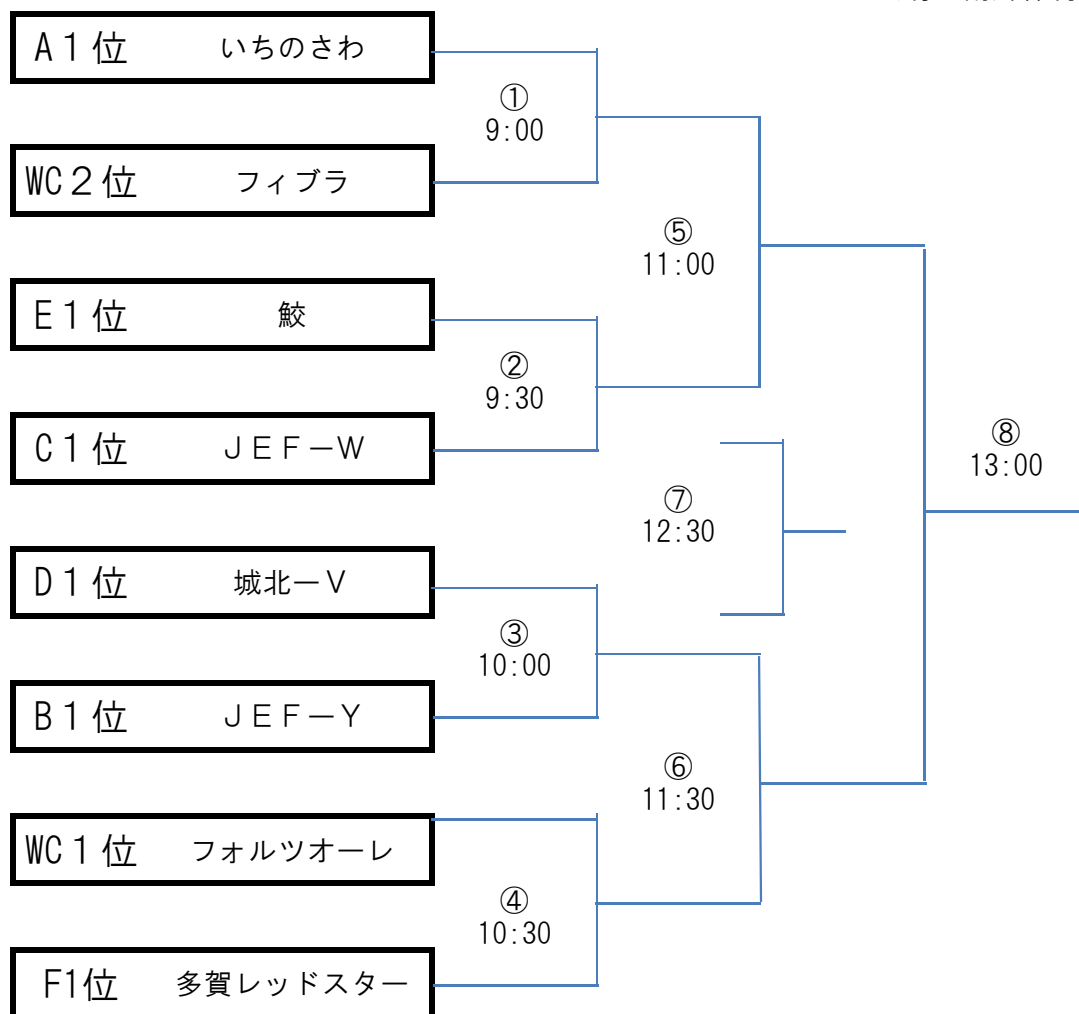 A1位 いちのさわ
①
9:00
WC2位 フィブラ
⑤
11:00
E1位 鮫
②
9:30
C1位 JEF－W
⑧
13:00
⑦
12:30
D1位 城北－V
③
10:00
B1位 JEF－Y
⑥
11:30
WC1位 フォルツオーレ
④
10:30
F1位 多賀レッドスター